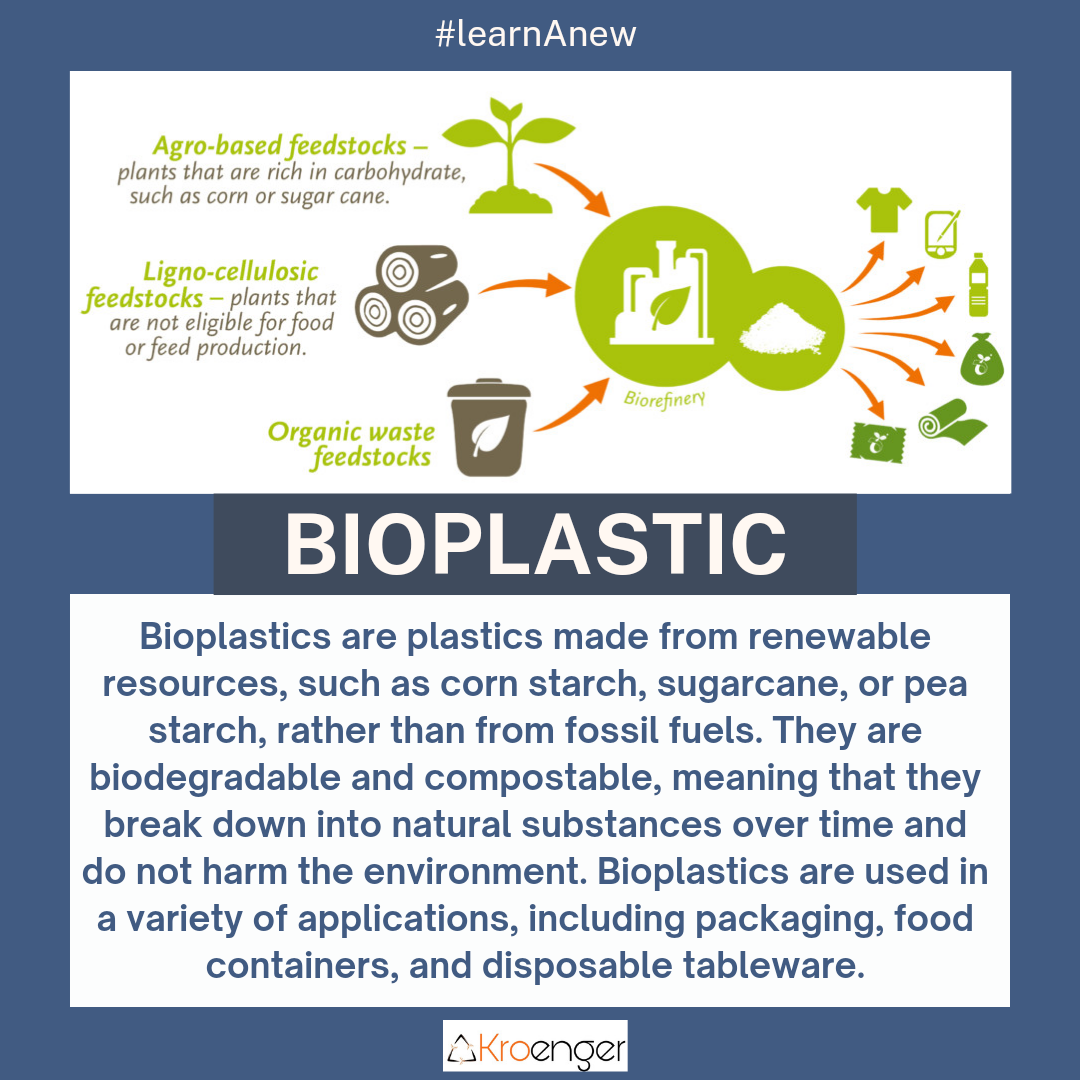 #learnAnew
Agro-based feedstocks –
plants that are rich in carbohydrate,
such as corn or sugar cane.
Ligno-cellulosic
feedstocks – plants that
are not eligible for food
or feed production.
Organic waste
feedstocks
Biorefinery
BIOPLASTIC
Bioplastics are plastics made from renewable
resources, such as corn starch, sugarcane, or pea
starch, rather than from fossil fuels. They are
biodegradable and compostable, meaning that they
break down into natural substances over time and
do not harm the environment. Bioplastics are used in
a variety of applications, including packaging, food
containers, and disposable tableware.
Kroenger